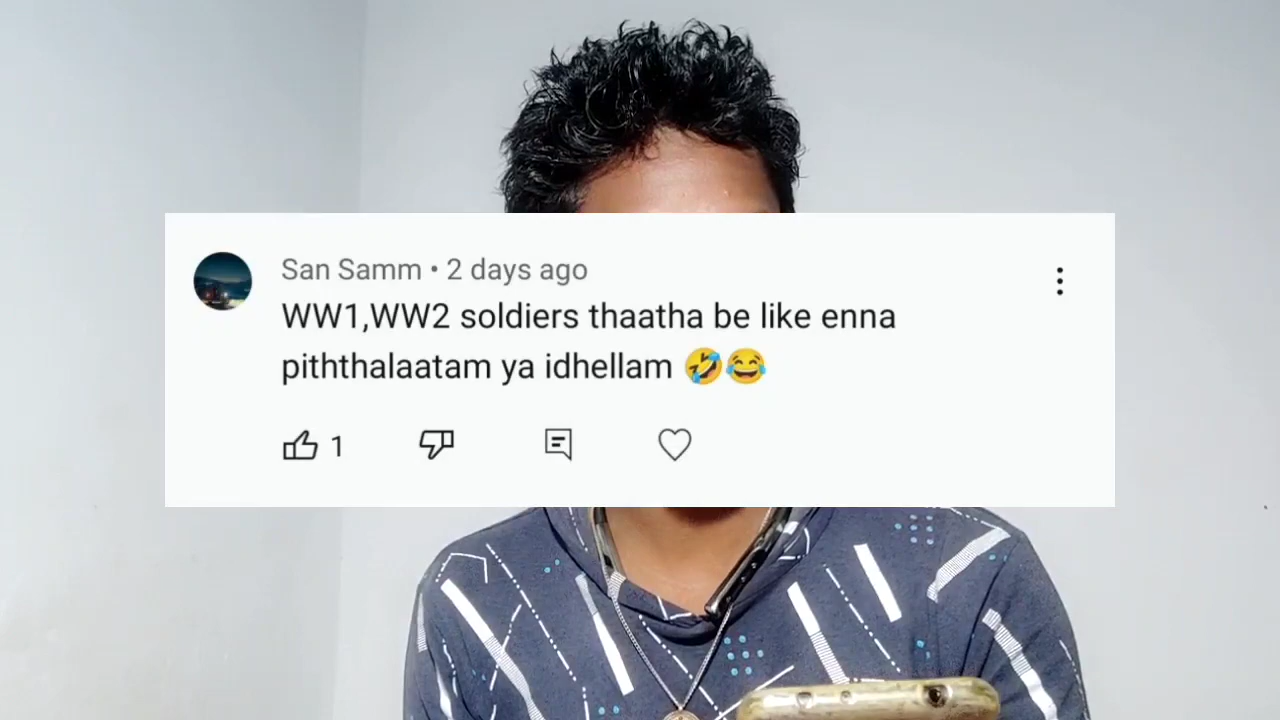 San Samm • 2 days ago
WW1,WW2 soldiers thaatha be like enna
piththalaatam ya idhellam 🤣😂
1